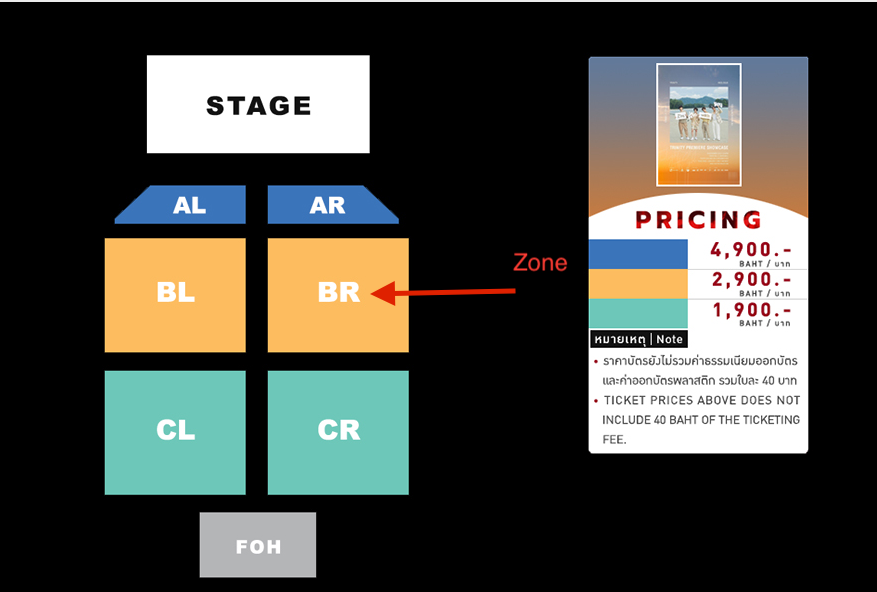 STAGE
AL
AR
BL
BR
Zone
CL
CR
FOH
PRICING
4,900.-
BAHT / บาท
2,900.-
BAHT / บาท
1,900.-
BAHT / บาท
หมายเหตุ | Note
• ราคาบัตรยังไม่รวมค่าธรรมเนียมออกบัตร
และค่าออกบัตรพลาสติก รวมใบละ 40 บาท
• TICKET PRICES ABOVE DOES NOT
INCLUDE 40 BAHT OF THE TICKETING
FEE.